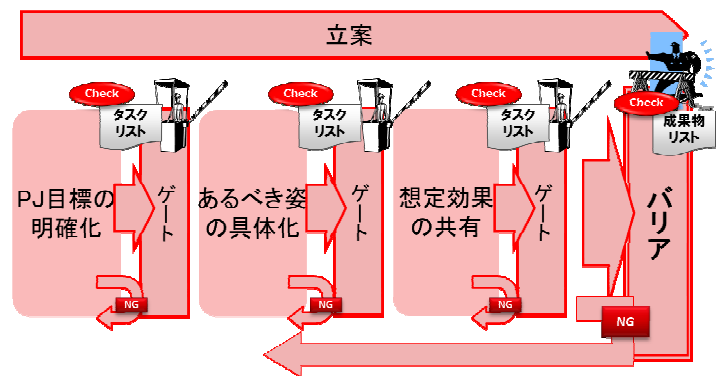 立案
Check
タスク
リスト
PJ目標の
明確化
ゲート
NG
Check
タスク
リスト
あるべき姿
の具体化
ゲート
NG
Check
タスク
リスト
想定効果
の共有
ゲート
NG
Check
成果物
リスト
バリア
NG